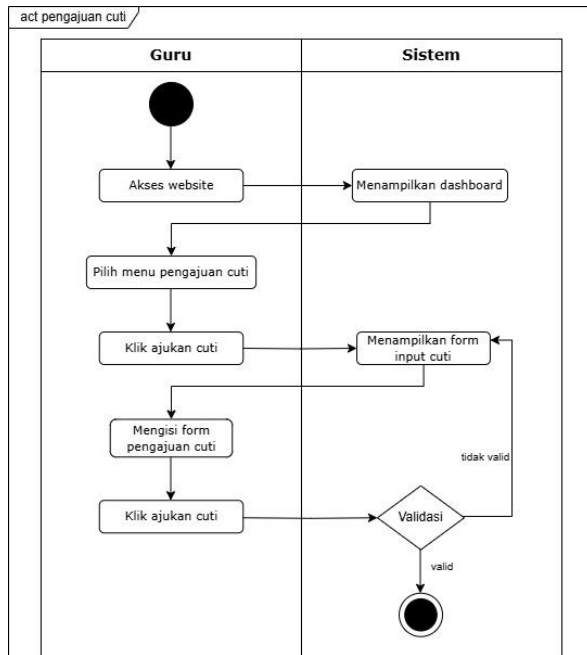 act pengajuan cuti
Guru
Sistem
Akses website
Menampilkan dashboard
Pilih menu pengajuan cuti
Klik ajukan cuti
Menampilkan form
input cuti
Mengisi form
pengajuan cuti
tidak valid
Klik ajukan cuti
Validasi
valid